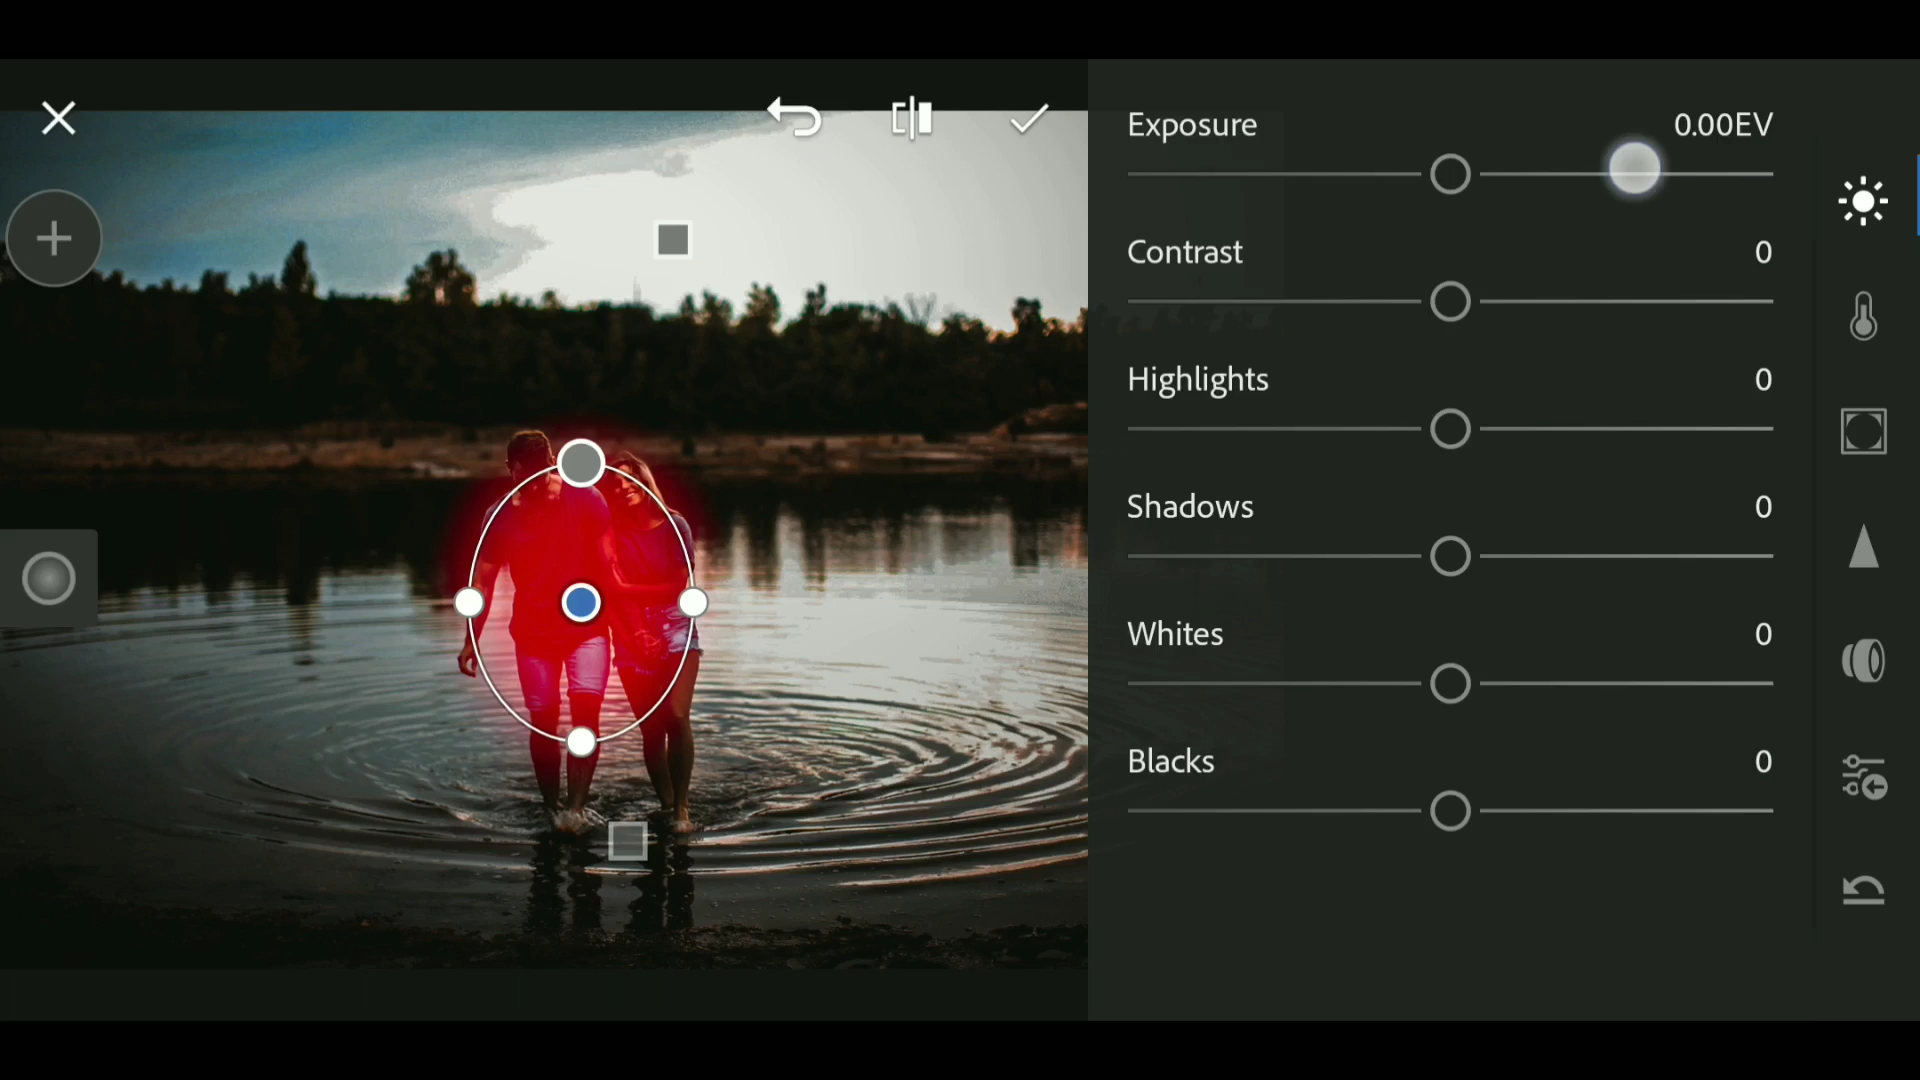 Exposure 0.00EV
Contrast 0
Highlights 0
Shadows 0
Whites 0
Blacks 0